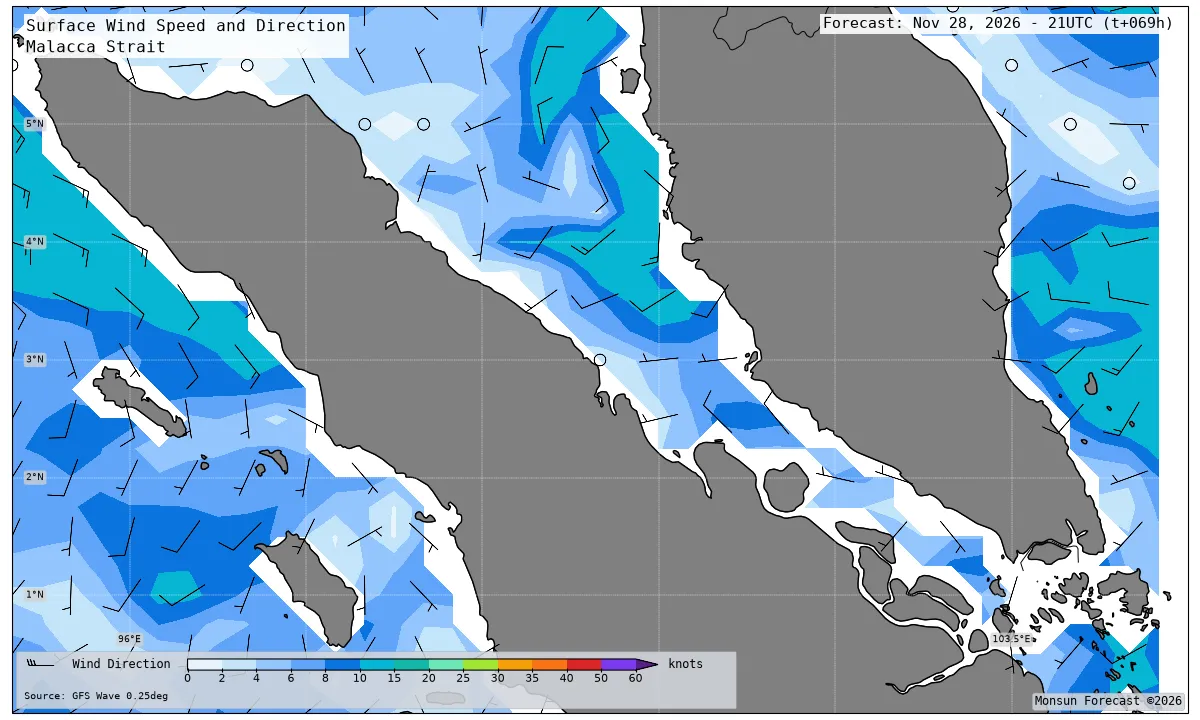 Surface Wind Speed and Direction
Malacca Strait
Forecast: Nov 28, 2026 - 21UTC (t+069h)
5°N
4°N
3°N
2°N
1°N
96°E
103.5°E
Wind Direction
0 2 4 6 8 10 15 20 25 30 35 40 50 60
knots
Source: GFS Wave 0.25deg
Monsun Forecast ©2026